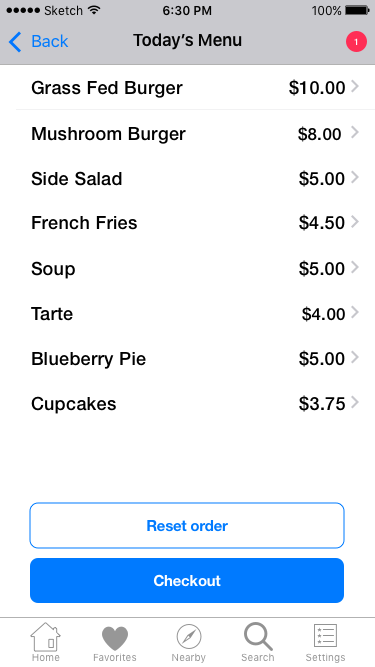 Sketch 6:30 PM 100%
Back Today's Menu 1
Grass Fed Burger $10.00
Mushroom Burger $8.00
Side Salad $5.00
French Fries $4.50
Soup $5.00
Tarte $4.00
Blueberry Pie $5.00
Cupcakes $3.75
Reset order
Checkout
Home Favorites Nearby Search Settings